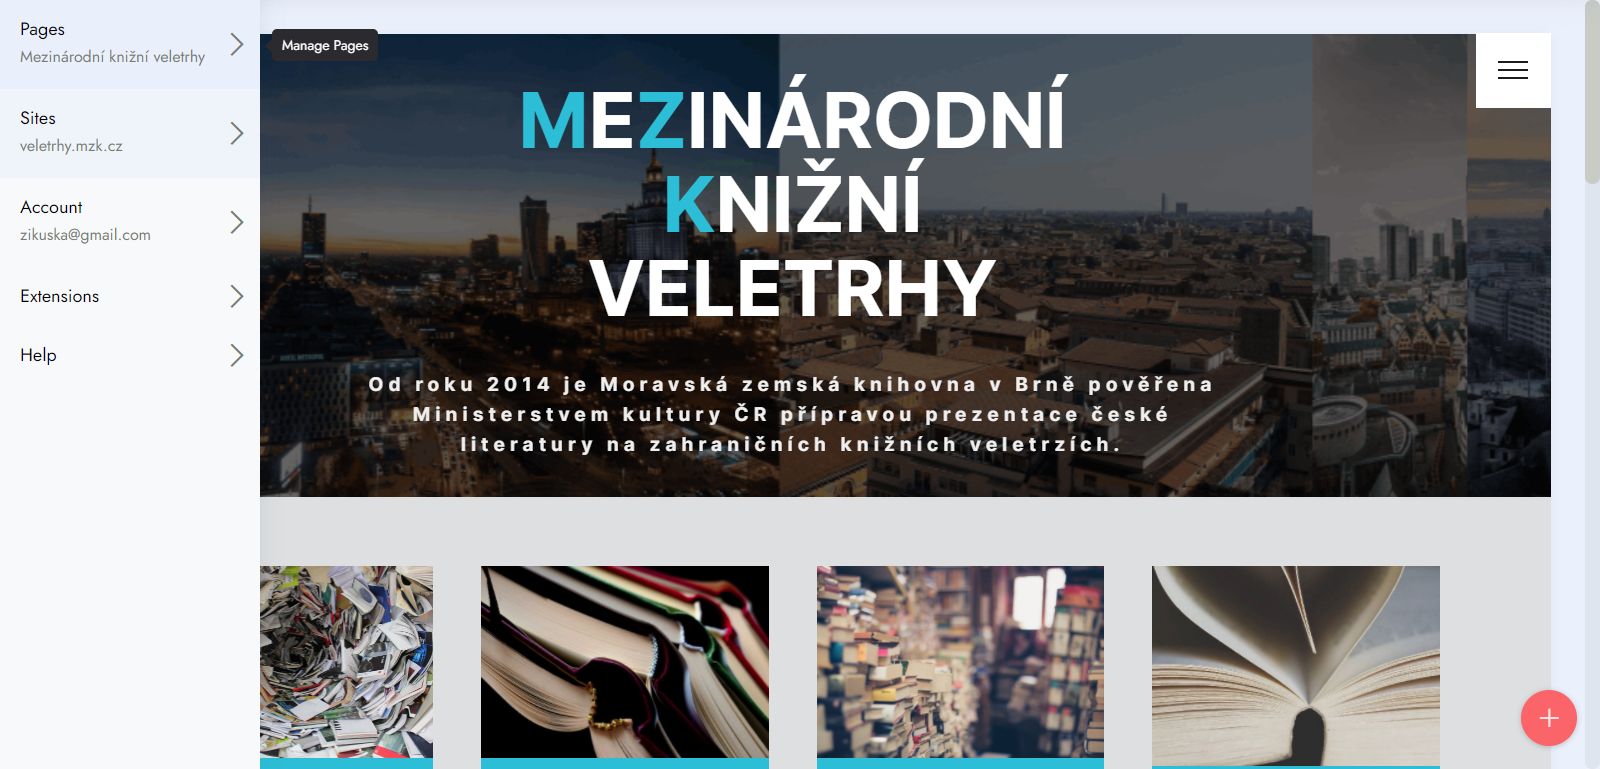 Pages
Mezinárodní knižní veletrhy
Manage Pages
Sites
veletrhy.mzk.cz
Account
zikuska@gmail.com
Extensions
Help
MEZINÁRODNÍ
KNIŽNÍ
VELETRHY
Od roku 2014 je Moravská zemská knihovna v Brně pověřena
Ministerstvem kultury ČR přípravou prezentace české
literatury na zahraničních knižních veletrzích.